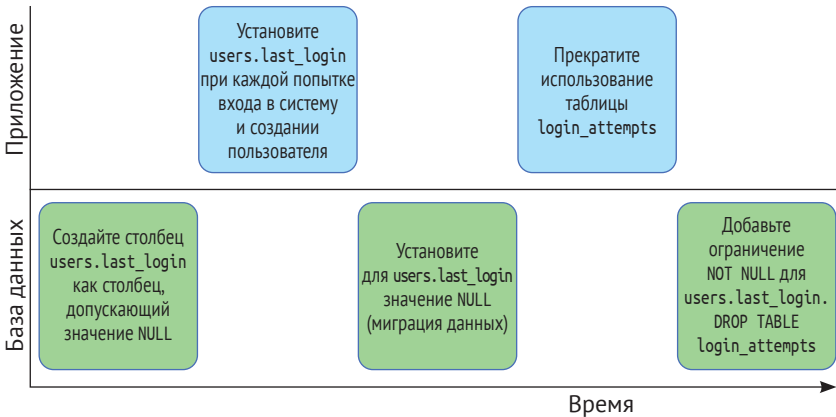 Приложение
Установите
users.last_login
при каждой попытке
входа в систему
и создании
пользователя
Прекратите
использование
таблицы
login_attempts
База данных
Создайте столбец
users.last_login
как столбец,
допускающий
значение NULL
Установите
для users.last_login
значение NULL
(миграция данных)
Добавьте
ограничение
NOT NULL для
users.last_login.
DROP TABLE
login_attempts
Время